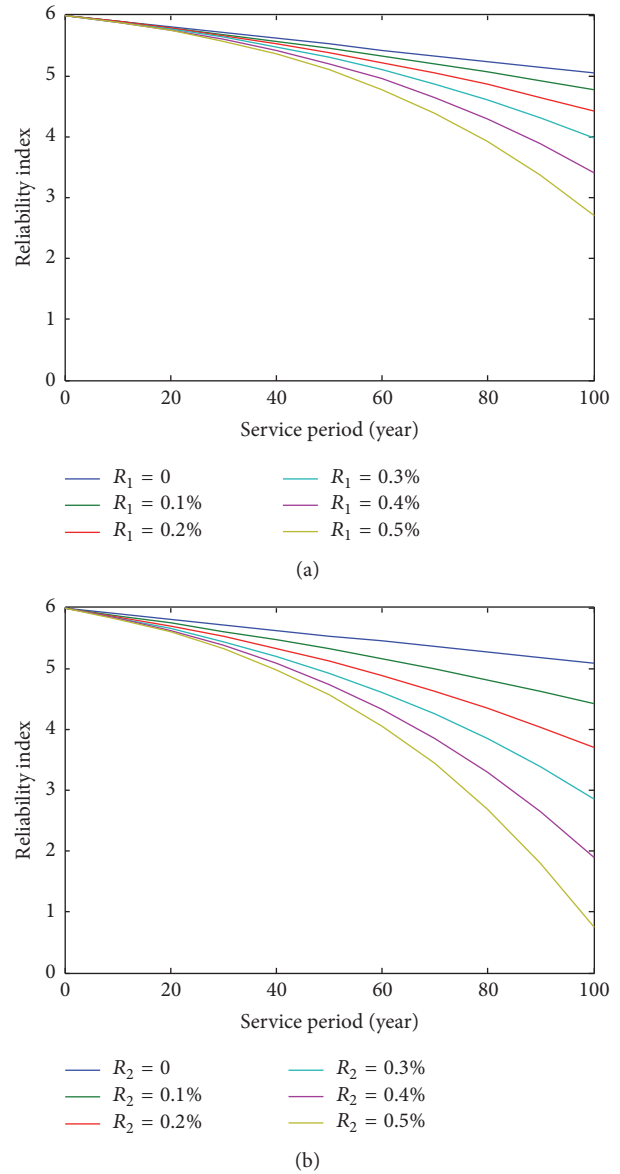 6
5
4
3
2
1
0
Reliability index
0 20 40 60 80 100
Service period (year)
R₁ = 0 R₁ = 0.3%
R₁ = 0.1% R₁ = 0.4%
R₁ = 0.2% R₁ = 0.5%
(a)
6
5
4
3
2
1
0
Reliability index
0 20 40 60 80 100
Service period (year)
R₂ = 0 R₂ = 0.3%
R₂ = 0.1% R₂ = 0.4%
R₂ = 0.2% R₂ = 0.5%
(b)